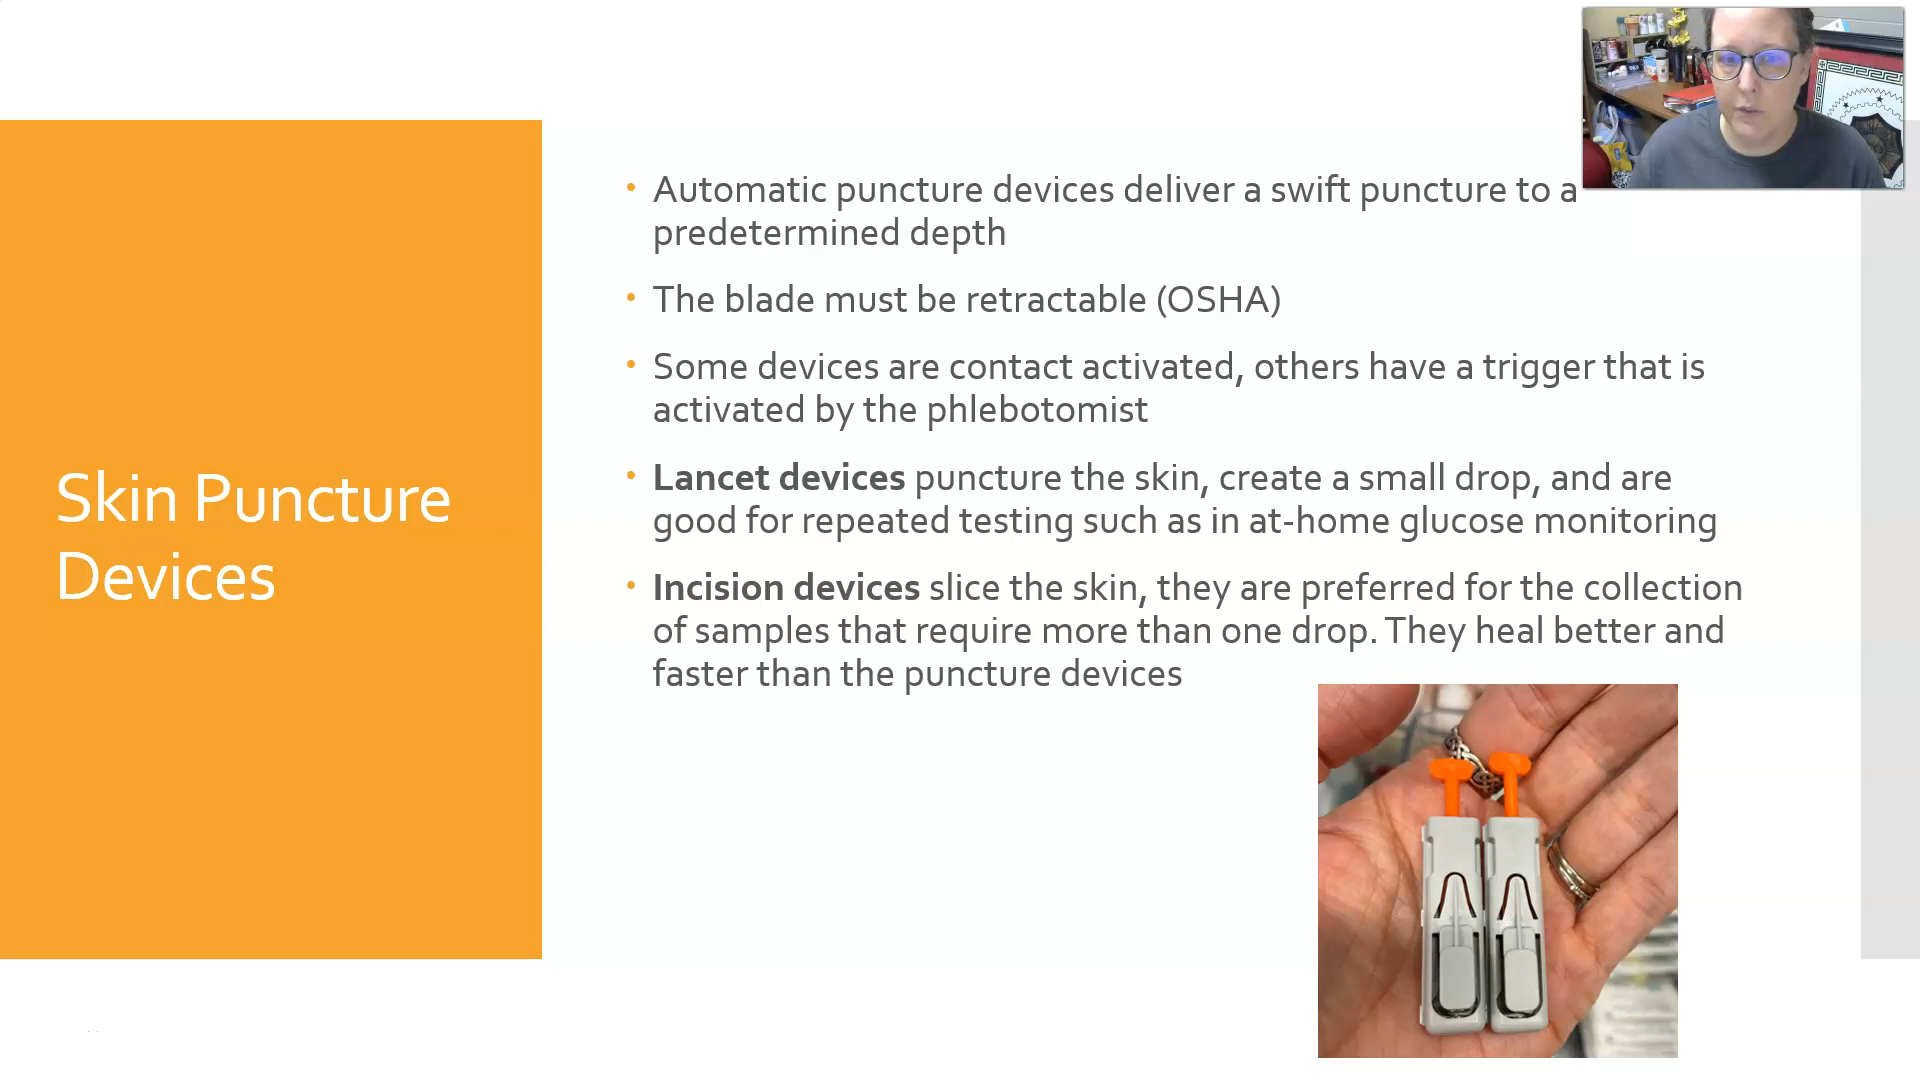 Skin Puncture
Devices
• Automatic puncture devices deliver a swift puncture to a
predetermined depth
• The blade must be retractable (OSHA)
• Some devices are contact activated, others have a trigger that is
activated by the phlebotomist
• Lancet devices puncture the skin, create a small drop, and are
good for repeated testing such as in at-home glucose monitoring
• Incision devices slice the skin, they are preferred for the collection
of samples that require more than one drop. They heal better and
faster than the puncture devices